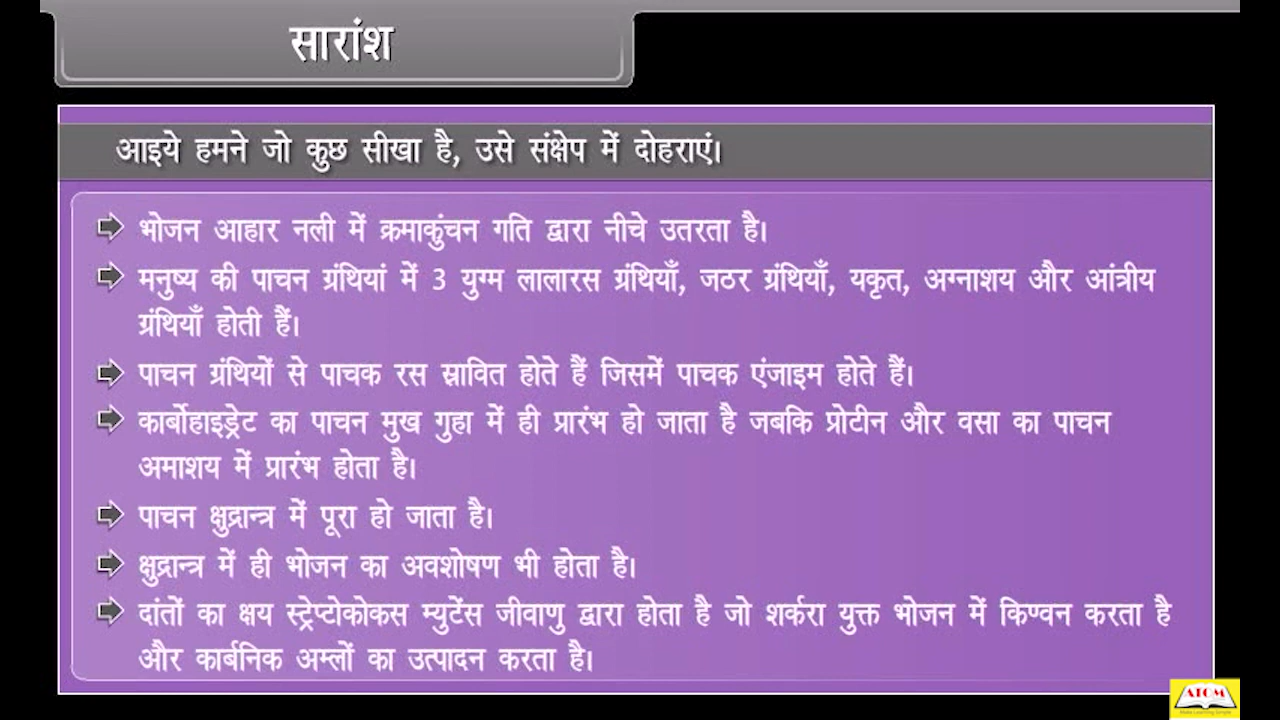 सारांश
आइये हमने जो कुछ सीखा है, उसे संक्षेप में दोहराएं।
भोजन आहार नली में क्रमाकुंचन गति द्वारा नीचे उतरता है।
मनुष्य की पाचन ग्रंथियां में 3 युग्म लालारस ग्रंथियाँ, जठर ग्रंथियाँ, यकृत, अग्नाशय और आंत्रीय
ग्रंथियाँ होती हैं।
पाचन ग्रंथियों से पाचक रस स्रावित होते हैं जिसमें पाचक एंजाइम होते हैं।
कार्बोहाइड्रेट का पाचन मुख गुहा में ही प्रारंभ हो जाता है जबकि प्रोटीन और वसा का पाचन
अमाशय में प्रारंभ होता है।
पाचन क्षुद्रान्त्र में पूरा हो जाता है।
क्षुद्रान्त्र में ही भोजन का अवशोषण भी होता है।
दांतों का क्षय स्ट्रेप्टोकोकस म्युटेंस जीवाणु द्वारा होता है जो शर्करा युक्त भोजन में किण्वन करता है
और कार्बनिक अम्लों का उत्पादन करता है।
ATOM